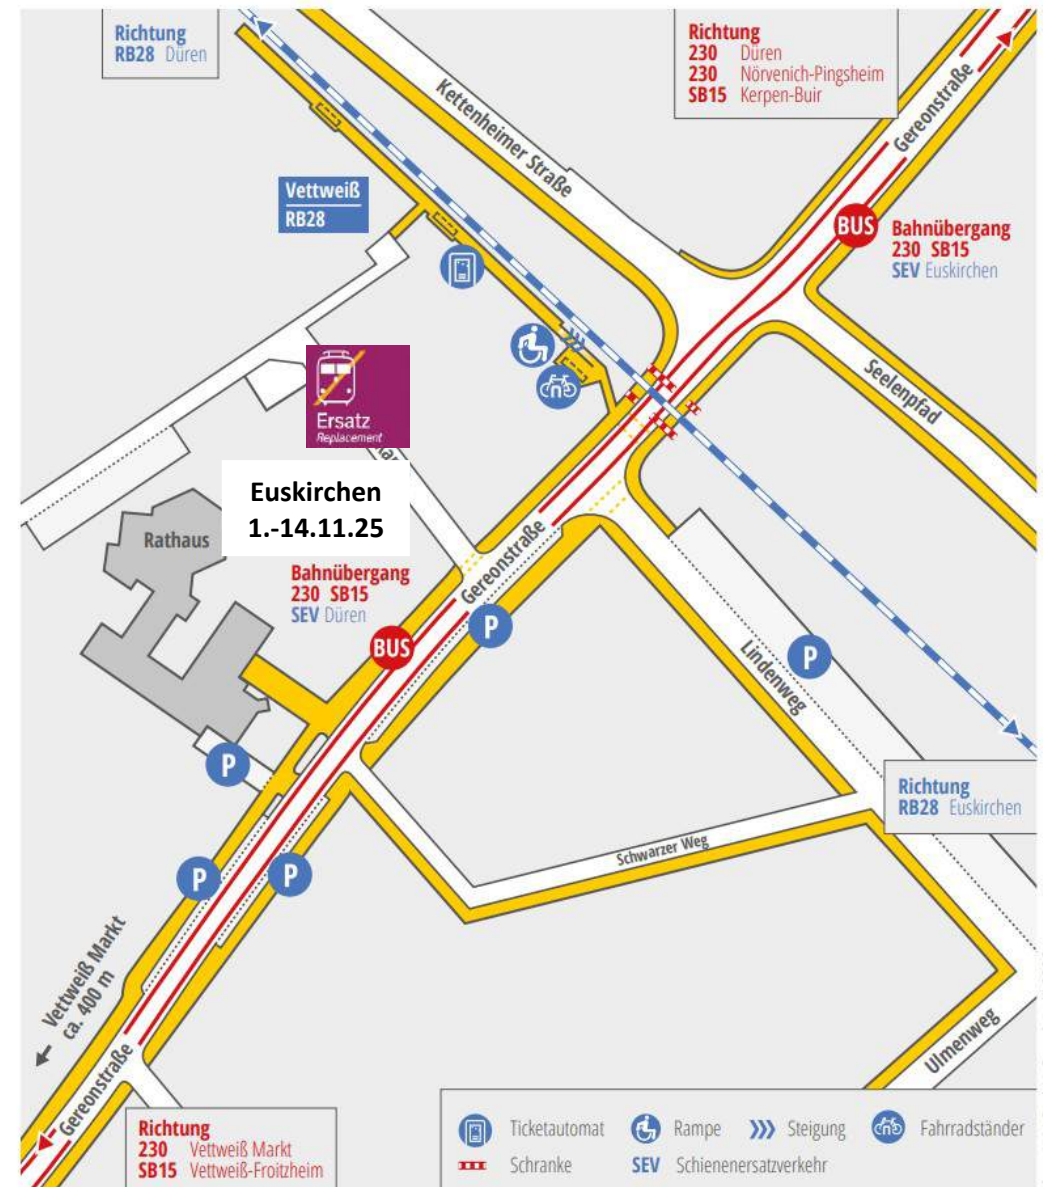 Richtung
RB28 Düren
Richtung
230 Düren
230 Nörvenich-Pingsheim
SB15 Kerpen-Buir
Kettenheimer Straße
Gereonstraße
Vettweiß
RB28
BUS
Bahnübergang
230 SB15
SEV Euskirchen
Seelenpfad
Ersatz
Replacement
Euskirchen
1.-14.11.25
Rathaus
Gereonstraße
Bahnübergang
230 SB15
SEV Düren
BUS
P
P
Lindenweg
P
Richtung
RB28 Euskirchen
Schwarzer Weg
P
P
Vettweiß Markt
ca. 400 m
Ulmenweg
Gereonstraße
Richtung
230 Vettweiß Markt
SB15 Vettweiß-Froitzheim
Ticketautomat
Rampe
Steigung
Fahrradständer
Schranke
SEV Schienenersatzverkehr